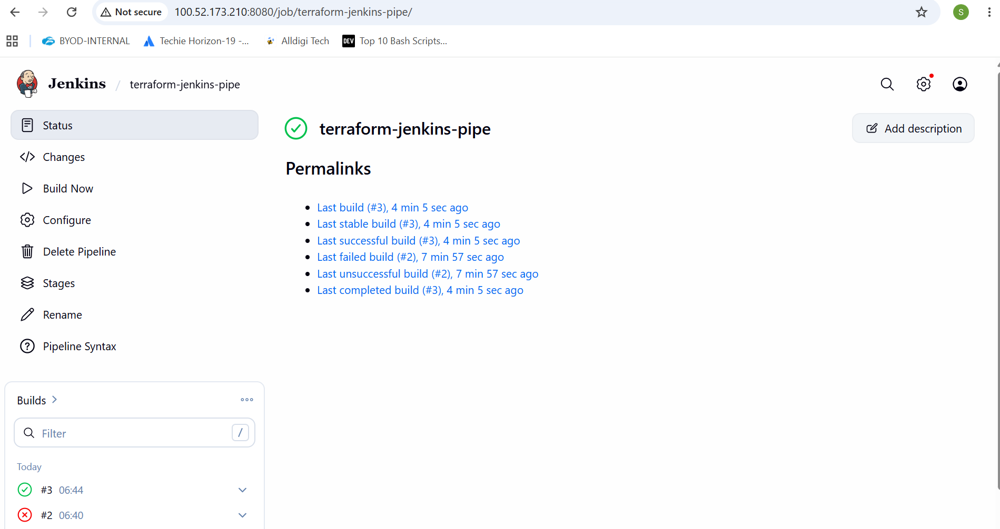 Not secure 100.52.173.210:8080/job/terraform-jenkins-pipe/
S
BYOD-INTERNAL
Techie Horizon-19 -...
Alldigi Tech
DEV
Top 10 Bash Scripts...
Jenkins / terraform-jenkins-pipe
Status
Changes
Build Now
Configure
Delete Pipeline
Stages
Rename
Pipeline Syntax
terraform-jenkins-pipe
Add description
Permalinks
Last build (#3), 4 min 5 sec ago
Last stable build (#3), 4 min 5 sec ago
Last successful build (#3), 4 min 5 sec ago
Last failed build (#2), 7 min 57 sec ago
Last unsuccessful build (#2), 7 min 57 sec ago
Last completed build (#3), 4 min 5 sec ago
Builds
Filter /
Today
#3 06:44
#2 06:40